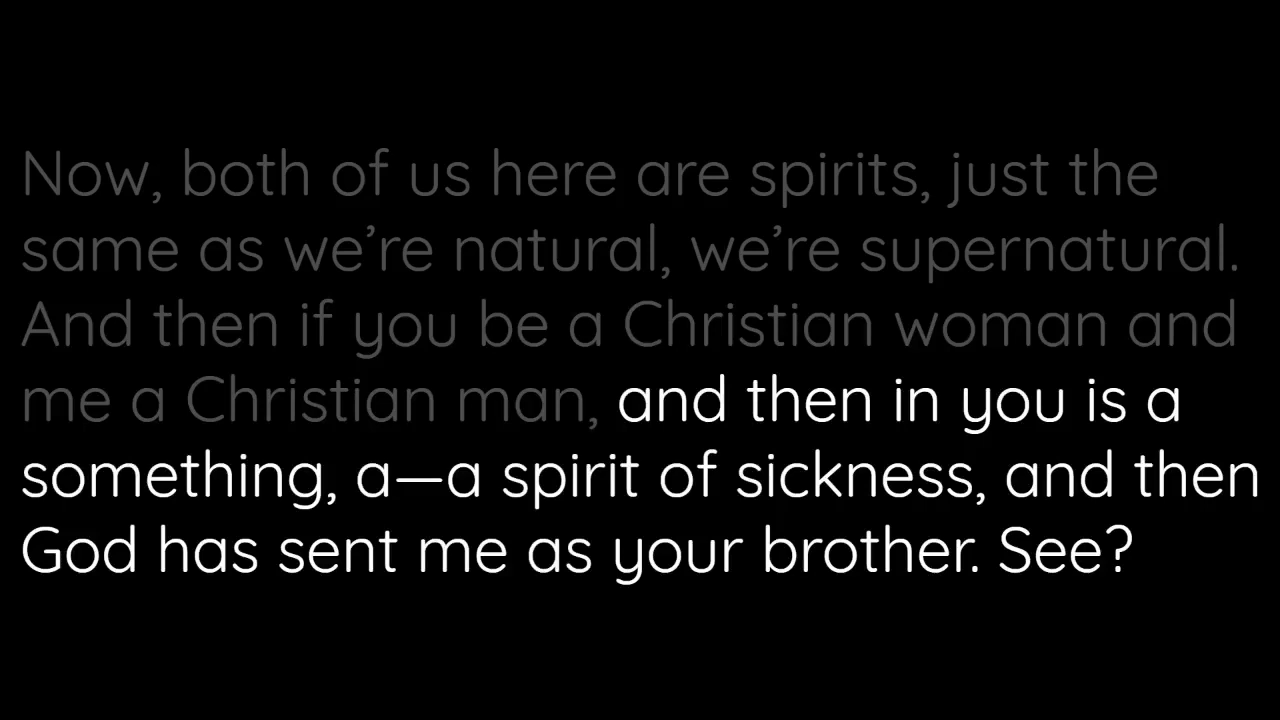 Now, both of us here are spirits, just the
same as we’re natural, we’re supernatural.
And then if you be a Christian woman and
me a Christian man, and then in you is a
something, a—a spirit of sickness, and then
God has sent me as your brother. See?